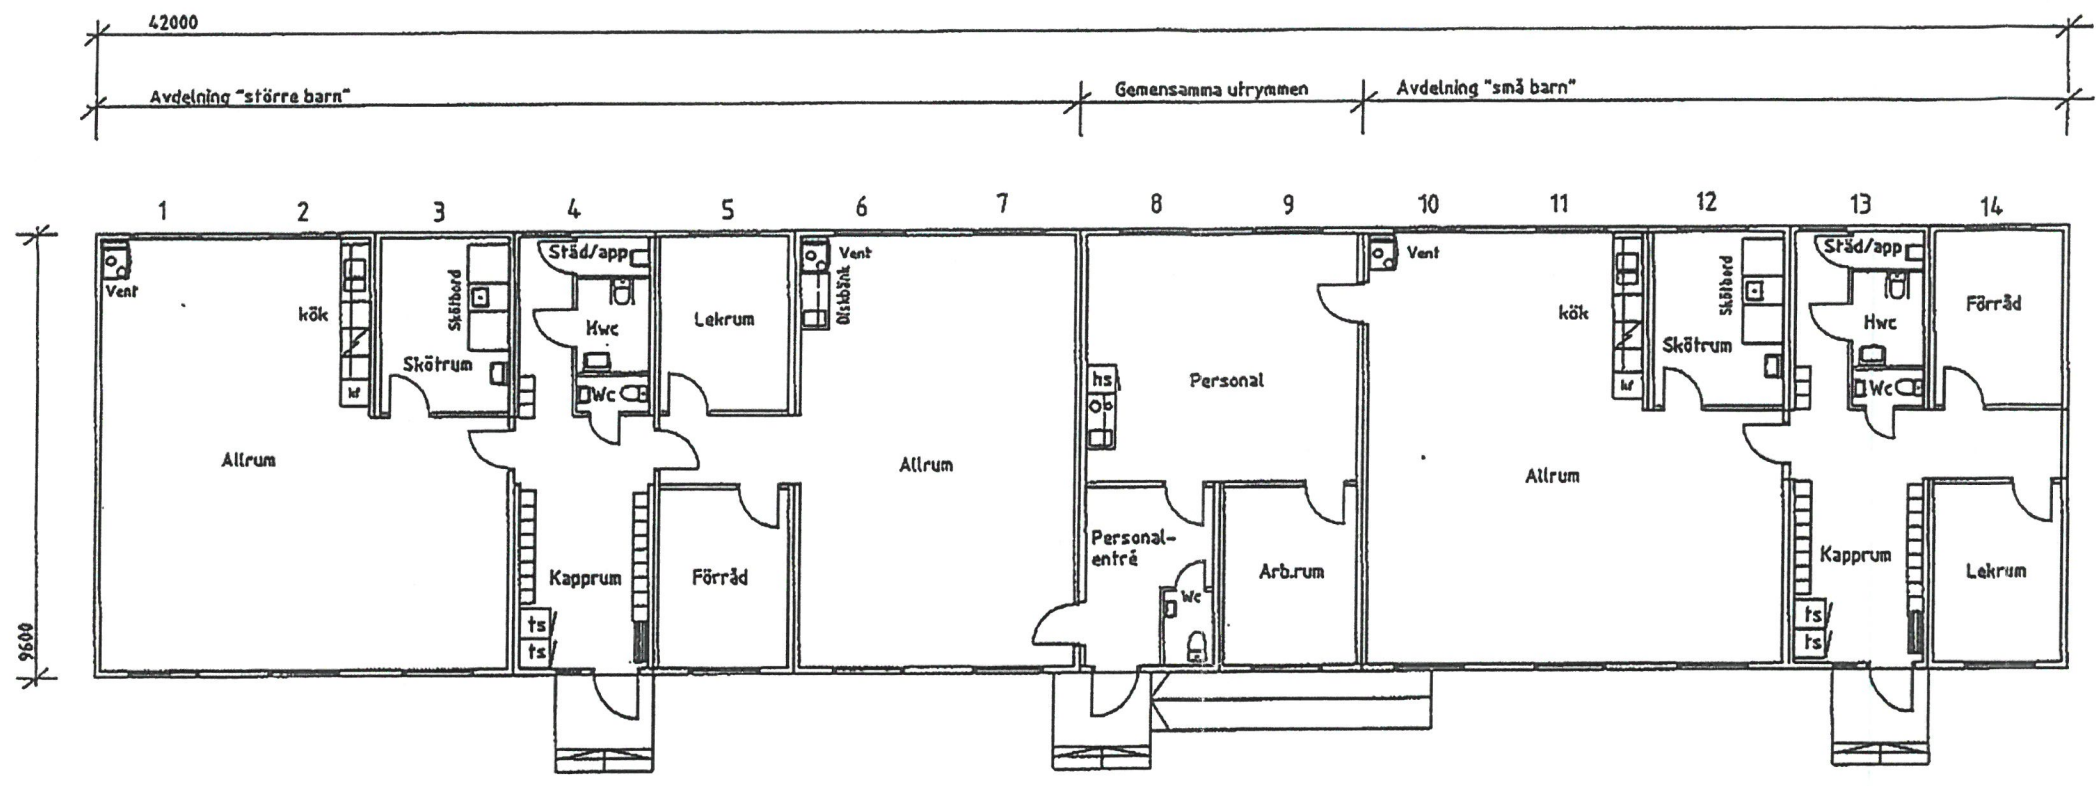 42000
Avdelning "större barn"
Gemensamma utrymmen
Avdelning "små barn"
1 2 3 4 5 6 7 8 9 10 11 12 13 14
Vent
kök
kf
Skötbord
Skötrum
Städ/app
Hwc
Wc
Lekrum
Vent
Diskbänk
hs
Personal
Vent
kök
kf
Skötbord
Skötrum
Städ/app
Hwc
Wc
Förråd
Allrum
Kapprum
ts
ts
Förråd
Allrum
Personal-
entré
Wc
Arb.rum
Allrum
Kapprum
ts
ts
Lekrum
9600